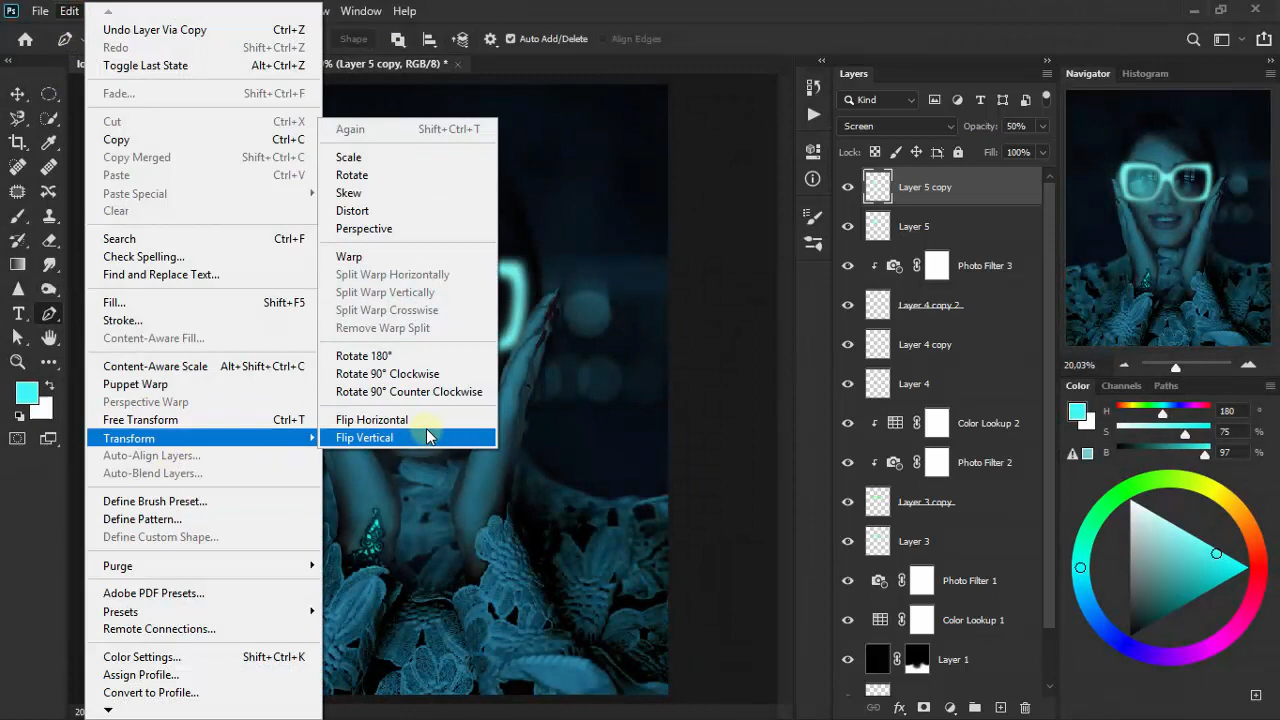 File
Edit
Window
Help
Shape
Auto Add/Delete
Align Edges
(Layer 5 copy, RGB/8) *
Undo Layer Via Copy Ctrl+Z
Redo Shift+Ctrl+Z
Toggle Last State Alt+Ctrl+Z
Fade... Shift+Ctrl+F
Cut Ctrl+X
Copy Ctrl+C
Copy Merged Shift+Ctrl+C
Paste Ctrl+V
Paste Special
Clear
Search Ctrl+F
Check Spelling...
Find and Replace Text...
Fill... Shift+F5
Stroke...
Content-Aware Fill...
Content-Aware Scale Alt+Shift+Ctrl+C
Puppet Warp
Perspective Warp
Free Transform Ctrl+T
Transform
Auto-Align Layers...
Auto-Blend Layers...
Define Brush Preset...
Define Pattern...
Define Custom Shape...
Purge
Adobe PDF Presets...
Presets
Remote Connections...
Color Settings... Shift+Ctrl+K
Assign Profile...
Convert to Profile...
Again Shift+Ctrl+T
Scale
Rotate
Skew
Distort
Perspective
Warp
Split Warp Horizontally
Split Warp Vertically
Split Warp Crosswise
Remove Warp Split
Rotate 180°
Rotate 90° Clockwise
Rotate 90° Counter Clockwise
Flip Horizontal
Flip Vertical
Layers
Kind
Screen Opacity: 50%
Lock: Fill: 100%
Layer 5 copy
Layer 5
Photo Filter 3
Layer 4 copy 2
Layer 4 copy
Layer 4
Color Lookup 2
Photo Filter 2
Layer 3 copy
Layer 3
Photo Filter 1
Color Lookup 1
Layer 1
fx
Navigator Histogram
20,03%
Color Channels Paths
H 180 °
S 75 %
B 97 %